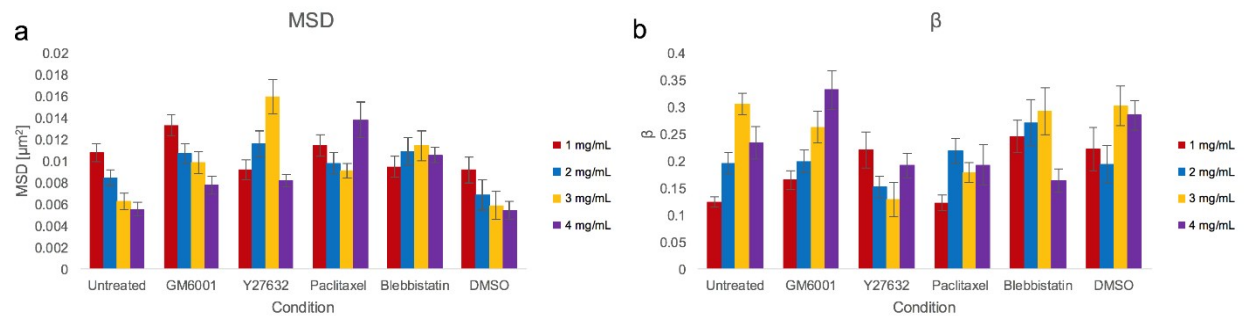 a
MSD
0.02
0.018
0.016
0.014
0.012
0.01
0.008
0.006
0.004
0.002
0
MSD [µm²]
Untreated GM6001 Y27632 Paclitaxel Blebbistatin DMSO
Condition
1 mg/mL
2 mg/mL
3 mg/mL
4 mg/mL
b
β
0.4
0.35
0.3
0.25
0.2
0.15
0.1
0.05
0
β
Untreated GM6001 Y27632 Paclitaxel Blebbistatin DMSO
Condition
1 mg/mL
2 mg/mL
3 mg/mL
4 mg/mL